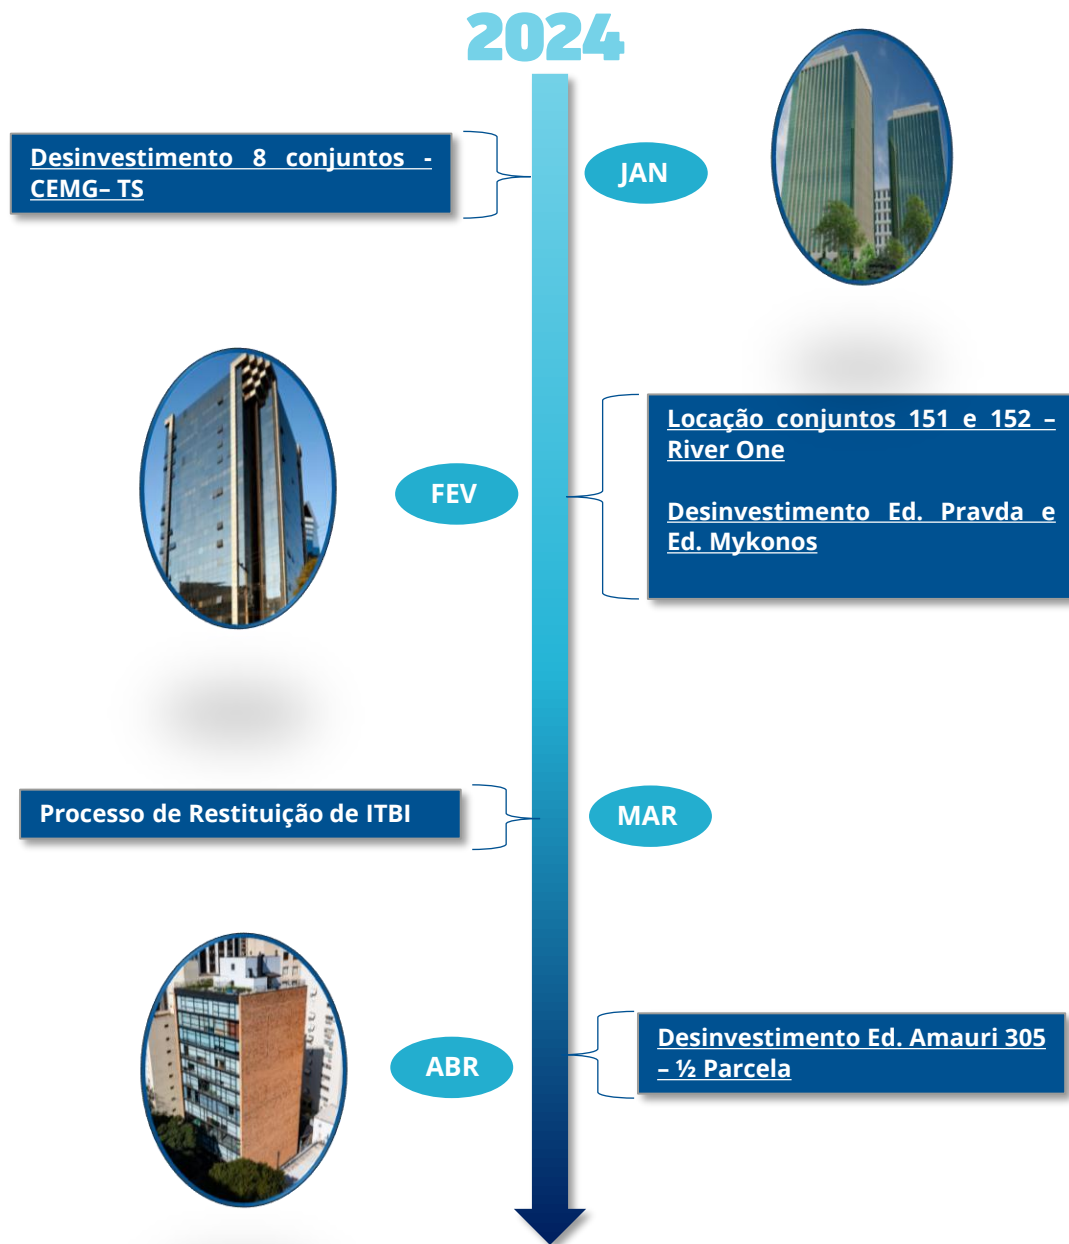 2024
Desinvestimento 8 conjuntos -
CEMG– TS
JAN
FEV
Locação conjuntos 151 e 152 –
River One
Desinvestimento Ed. Pravda e
Ed. Mykonos
Processo de Restituição de ITBI
MAR
ABR
Desinvestimento Ed. Amauri 305
– ½ Parcela